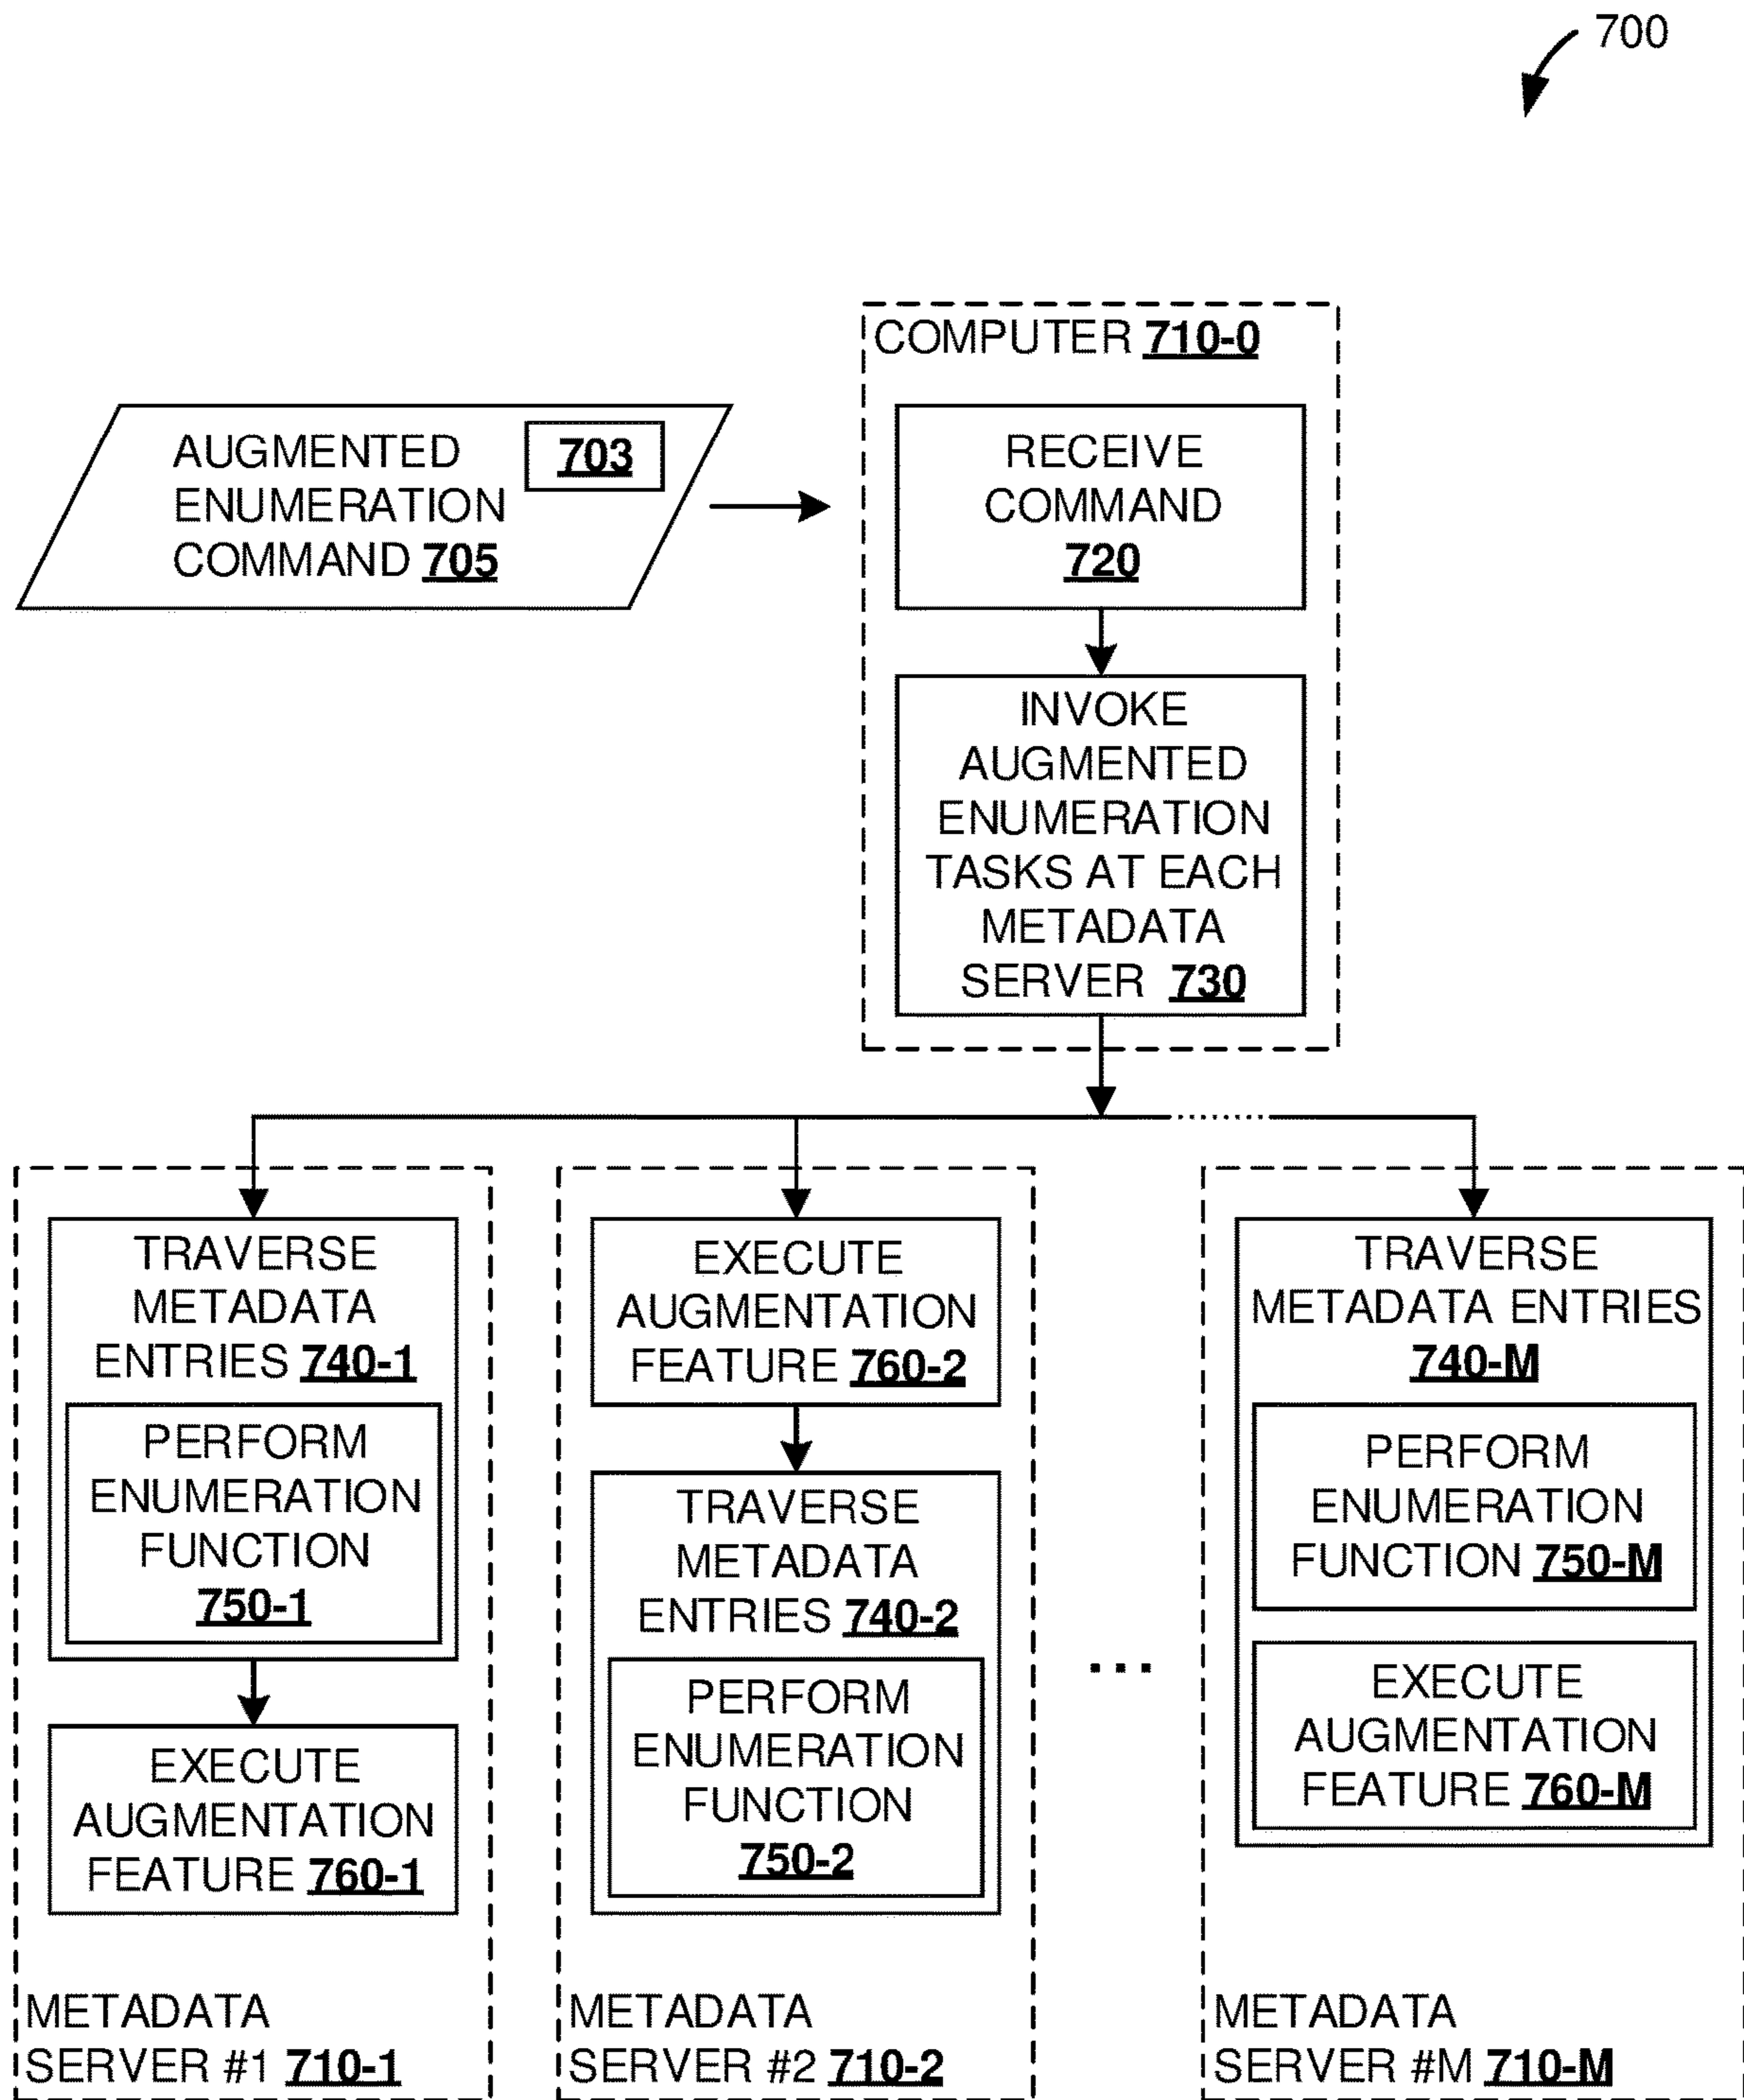 700
COMPUTER 710-0
AUGMENTED
ENUMERATION
COMMAND 705
703
RECEIVE
COMMAND
720
INVOKE
AUGMENTED
ENUMERATION
TASKS AT EACH
METADATA
SERVER 730
TRAVERSE
METADATA
ENTRIES 740-1
PERFORM
ENUMERATION
FUNCTION
750-1
EXECUTE
AUGMENTATION
FEATURE 760-1
METADATA
SERVER #1 710-1
EXECUTE
AUGMENTATION
FEATURE 760-2
TRAVERSE
METADATA
ENTRIES 740-2
PERFORM
ENUMERATION
FUNCTION
750-2
METADATA
SERVER #2 710-2
...
TRAVERSE
METADATA ENTRIES
740-M
PERFORM
ENUMERATION
FUNCTION 750-M
EXECUTE
AUGMENTATION
FEATURE 760-M
METADATA
SERVER #M 710-M